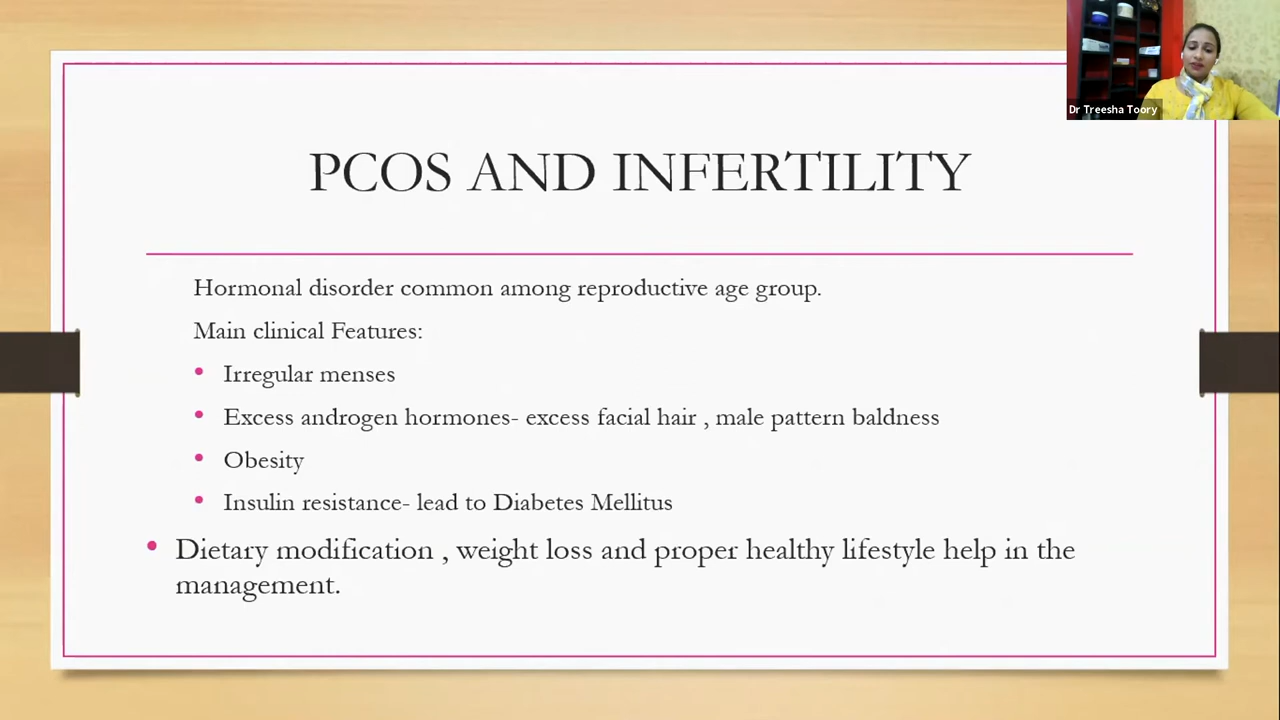 Dr Treesha Toory
PCOS AND INFERTILITY
Hormonal disorder common among reproductive age group.
Main clinical Features:
• Irregular menses
• Excess androgen hormones- excess facial hair , male pattern baldness
• Obesity
• Insulin resistance- lead to Diabetes Mellitus
• Dietary modification , weight loss and proper healthy lifestyle help in the
management.